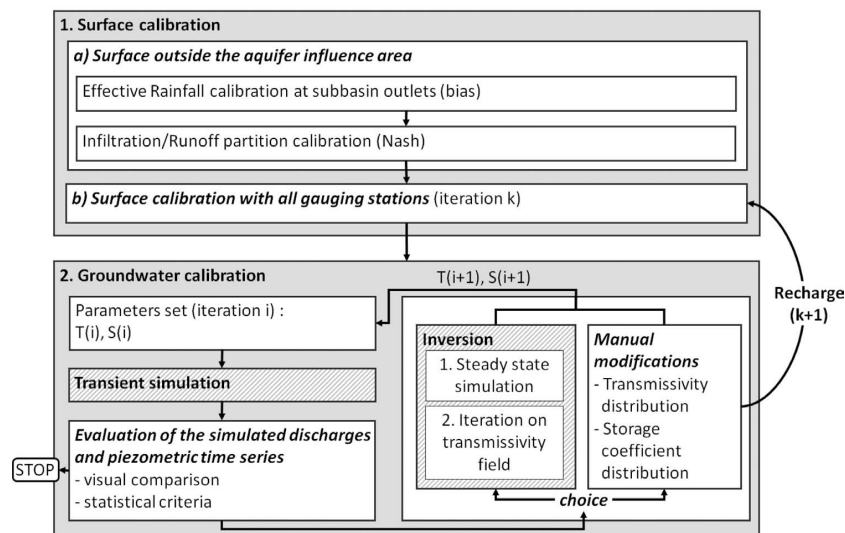 1. Surface calibration
a) Surface outside the aquifer influence area
Effective Rainfall calibration at subbasin outlets (bias)
Infiltration/Runoff partition calibration (Nash)
b) Surface calibration with all gauging stations (iteration k)
Recharge
(k+1)
2. Groundwater calibration
T(i+1), S(i+1)
Parameters set (iteration i) :
T(i), S(i)
Transient simulation
Evaluation of the simulated discharges
and piezometric time series
- visual comparison
- statistical criteria
STOP
Inversion
1. Steady state
simulation
2. Iteration on
transmissivity
field
Manual
modifications
- Transmissivity
distribution
- Storage
coefficient
distribution
choice